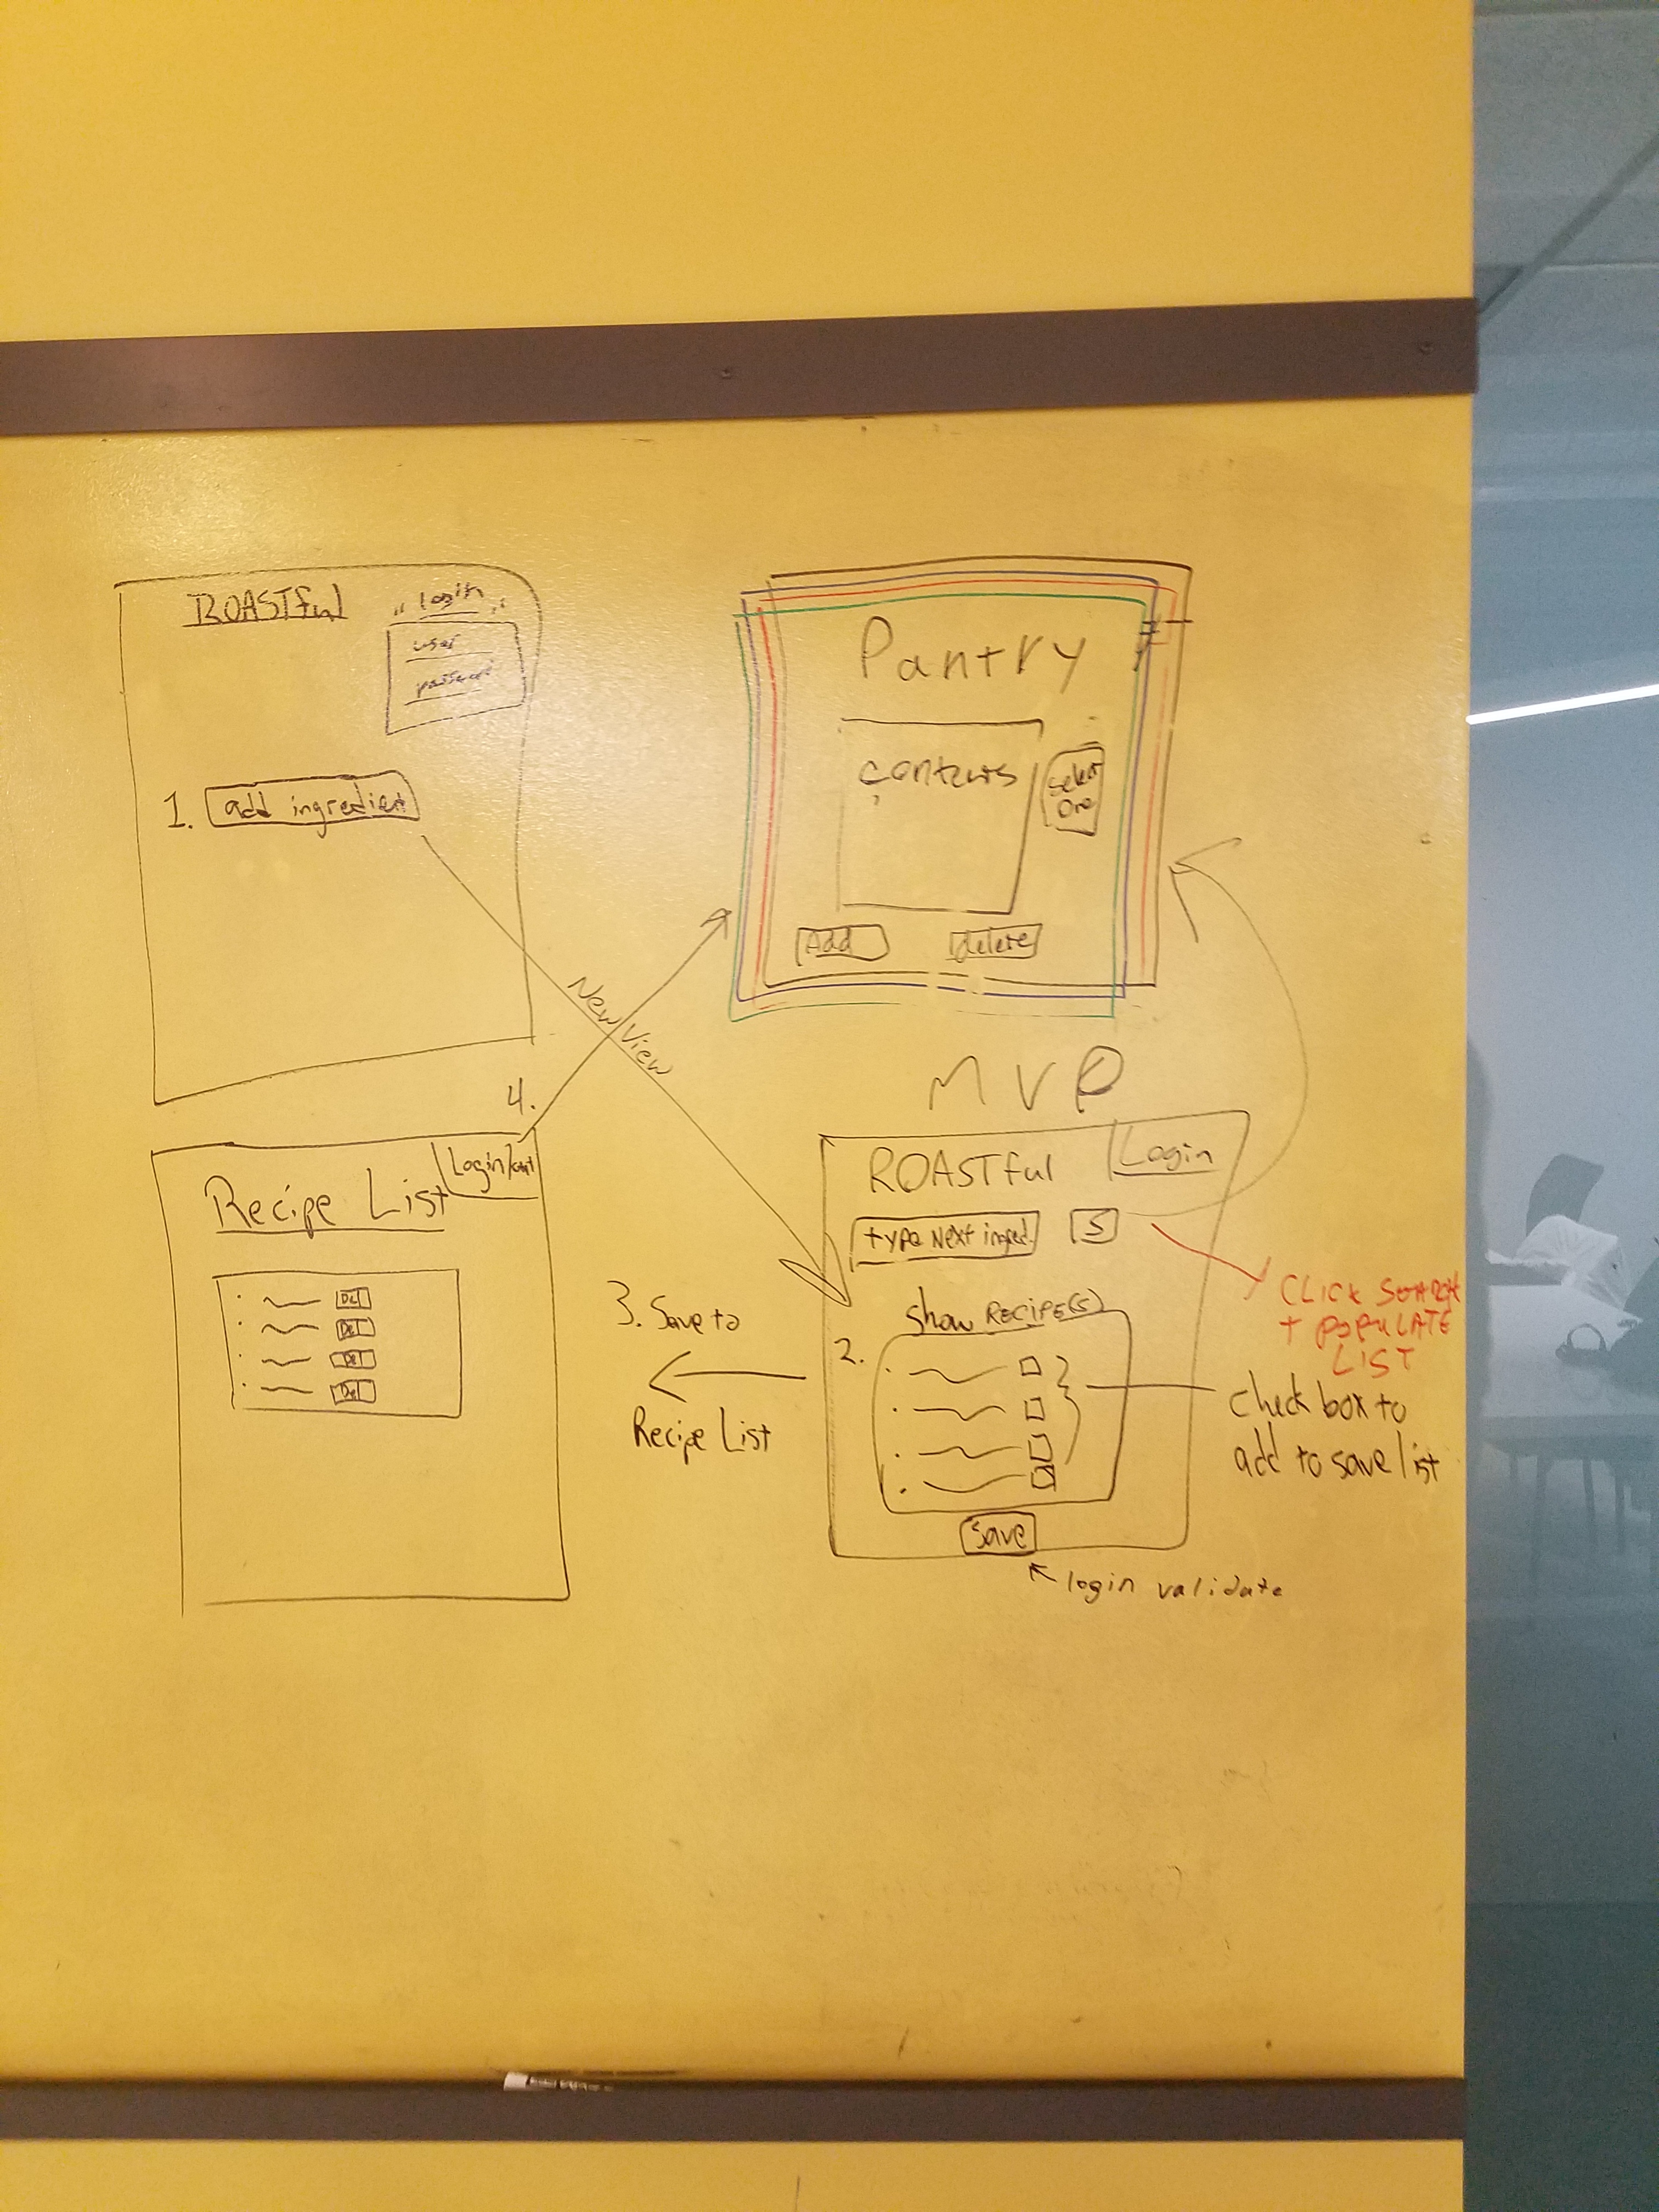 ROASTful
"login"
user
password
1. add ingredient
New View
Pantry
contents
Select
One
Add
Delete
MVP
4.
Recipe List
Login/out
Del
Del
Del
Del
3. Save to
Recipe List
ROASTful
Login
type Next ingred.
S
CLICK SEARCH
+ POPULATE
LIST
show RECIPE(S)
2.
check box to
add to save list
Save
login validate